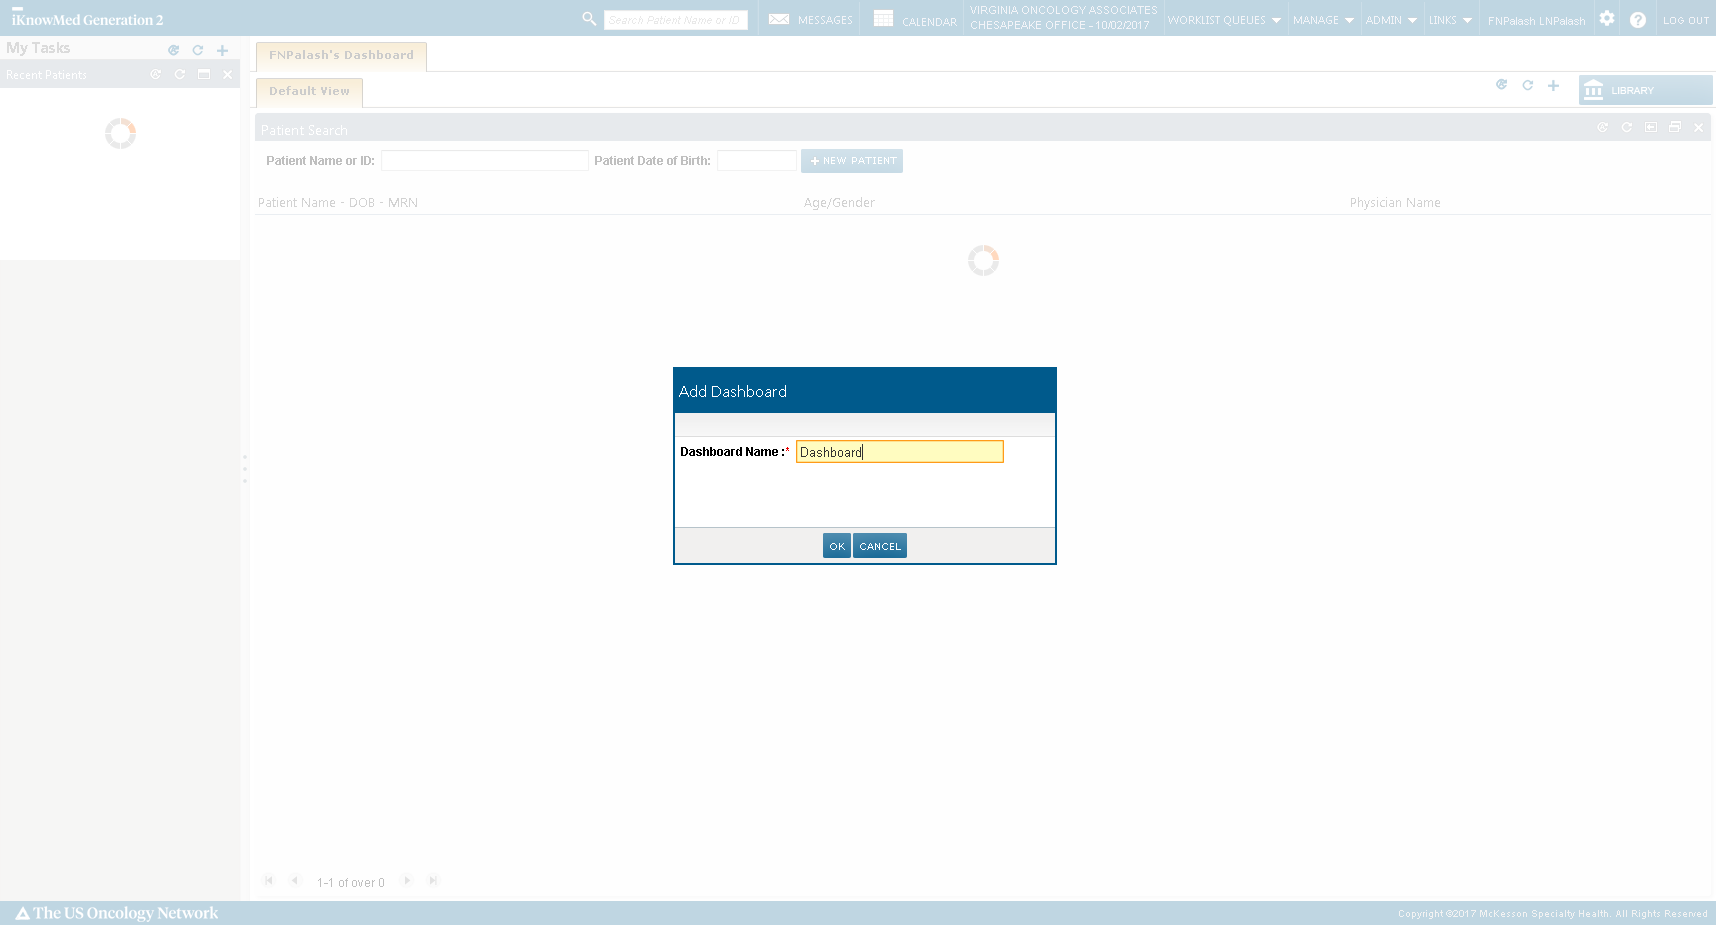 iKnowMed Generation 2
Search Patient Name or ID
MESSAGES
CALENDAR
VIRGINIA ONCOLOGY ASSOCIATES
CHESAPEAKE OFFICE - 10/02/2017
WORKLIST QUEUES
MANAGE
ADMIN
LINKS
FNPalash LNPalash
LOG OUT
My Tasks
FNPalash's Dashboard
Recent Patients
Default View
LIBRARY
Patient Search
Patient Name or ID:
Patient Date of Birth:
+ NEW PATIENT
Patient Name - DOB - MRN
Age/Gender
Physician Name
Add Dashboard
Dashboard Name :*
Dashboard
OK
CANCEL
1-1 of over 0
The US Oncology Network
Copyright ©2017 McKesson Specialty Health. All Rights Reserved